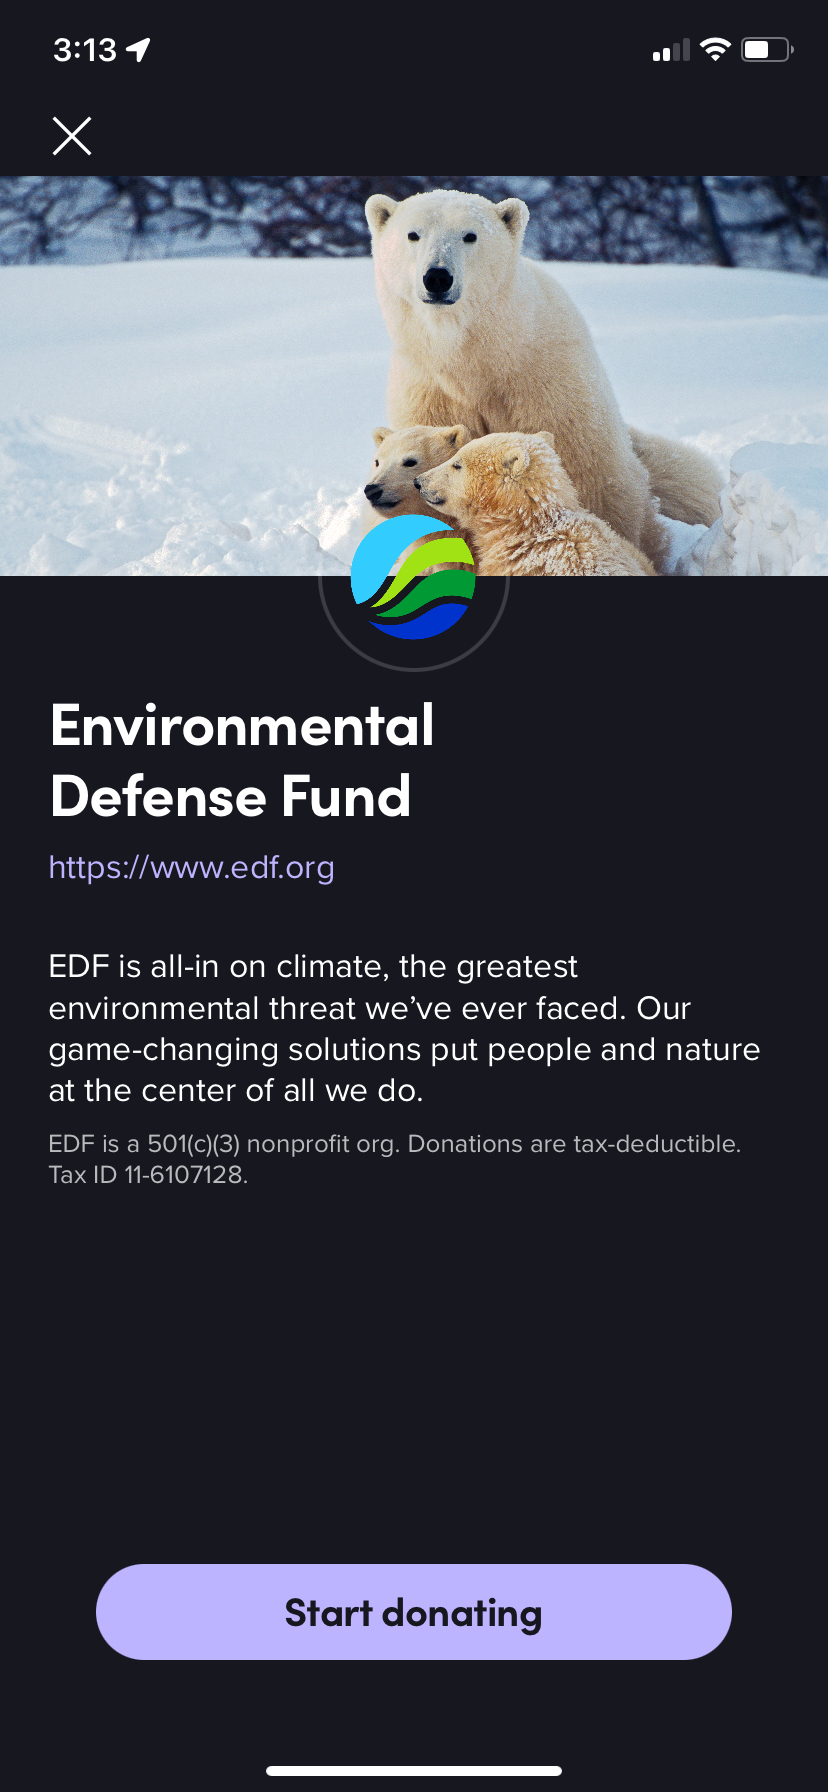 3:13
Environmental
Defense Fund
https://www.edf.org
EDF is all-in on climate, the greatest
environmental threat we’ve ever faced. Our
game-changing solutions put people and nature
at the center of all we do.
EDF is a 501(c)(3) nonprofit org. Donations are tax-deductible.
Tax ID 11-6107128.
Start donating